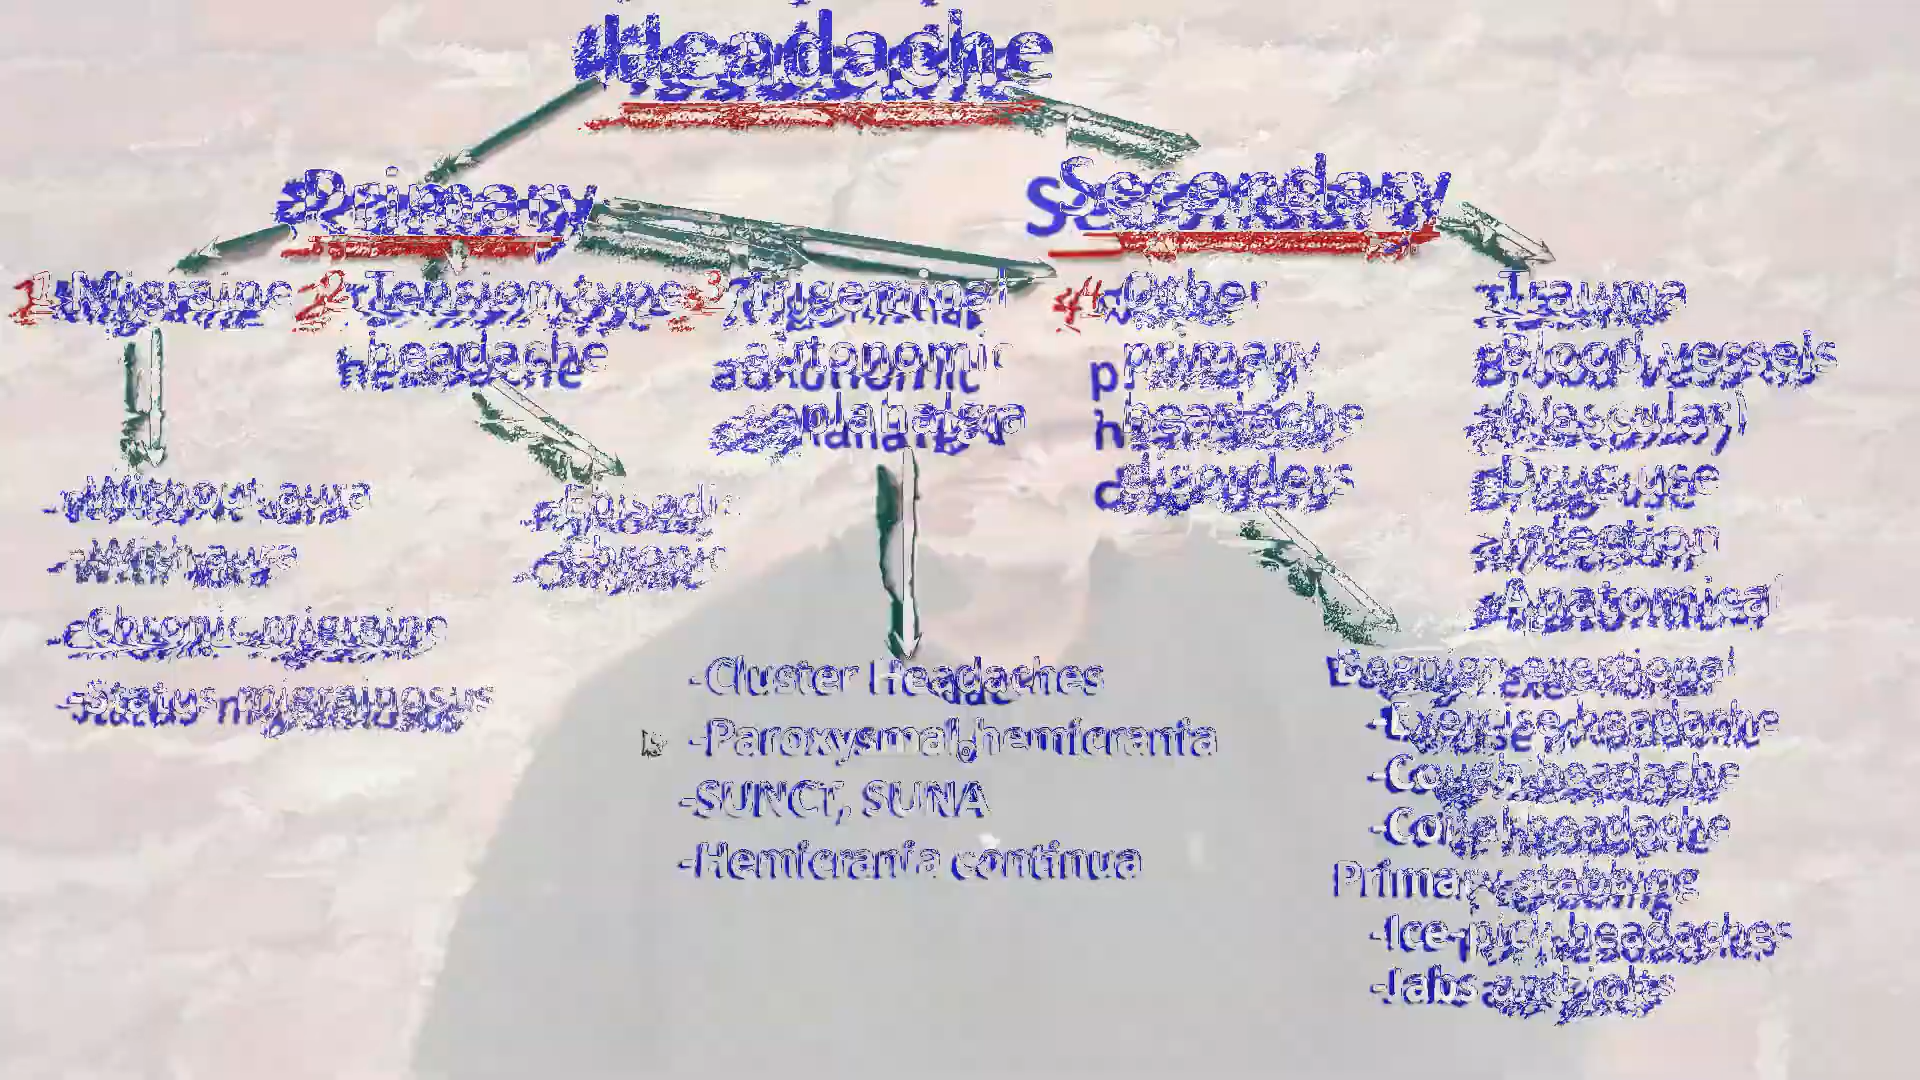 Headache
Primary
Secondary
1 Migraine
2 Tension type
headache
3 Trigeminal
autonomic
cephalalgia
4 Other
primary
headache
disorders
-Without aura
-With aura
-Chronic migraine
-Status migrainosus
-Episodic
-Chronic
-Cluster Headaches
-Paroxysmal hemicrania
-SUNCT, SUNA
-Hemicrania continua
Trauma
Blood vessels
(Vascular)
Drug use
Infection
Anatomical
exertional
-Exercise headache
-Cough headache
-Coital headache
Primary stabbing
-Ice-pick headaches
-Jabs and jolts